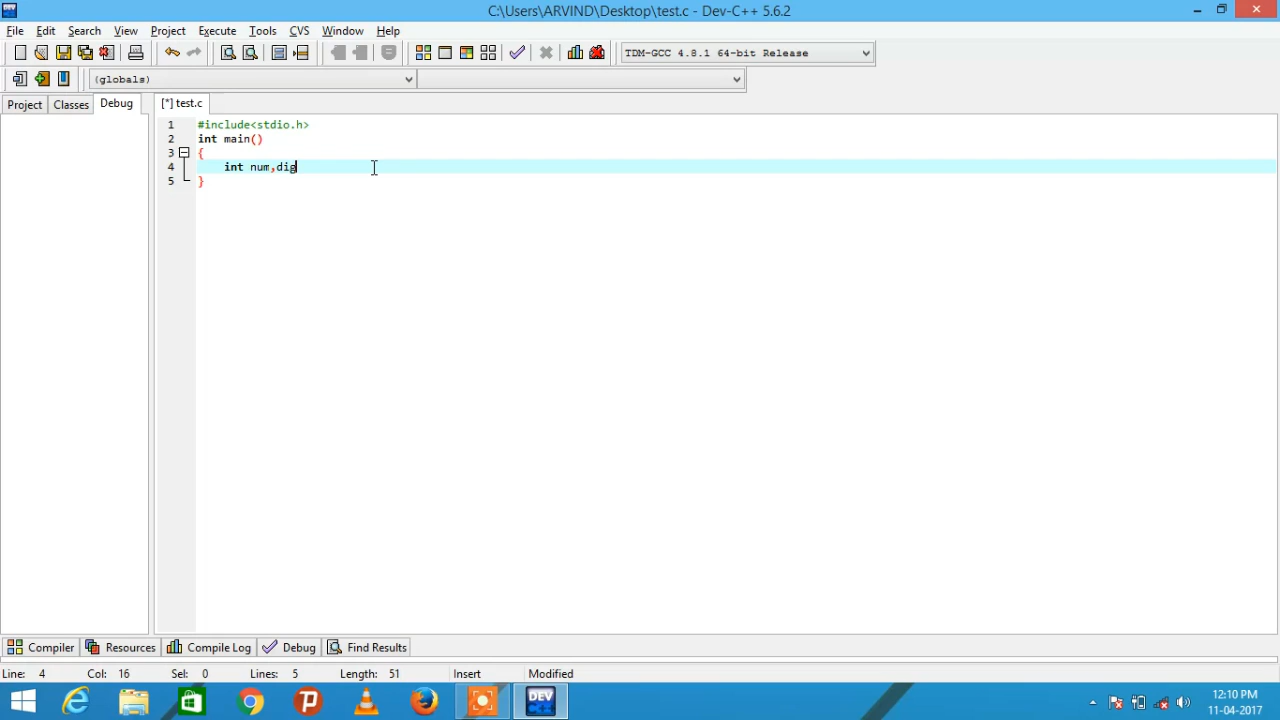 C:\Users\ARVIND\Desktop\test.c - Dev-C++ 5.6.2
File Edit Search View Project Execute Tools CVS Window Help
TDM-GCC 4.8.1 64-bit Release
(globals)
Project Classes Debug [*] test.c
1 #include<stdio.h>
2 int main()
3 {
4 int num,dig
5 }
Compiler Resources Compile Log Debug Find Results
Line: 4 Col: 16 Sel: 0 Lines: 5 Length: 51 Insert Modified
DEV C++
12:10 PM
11-04-2017